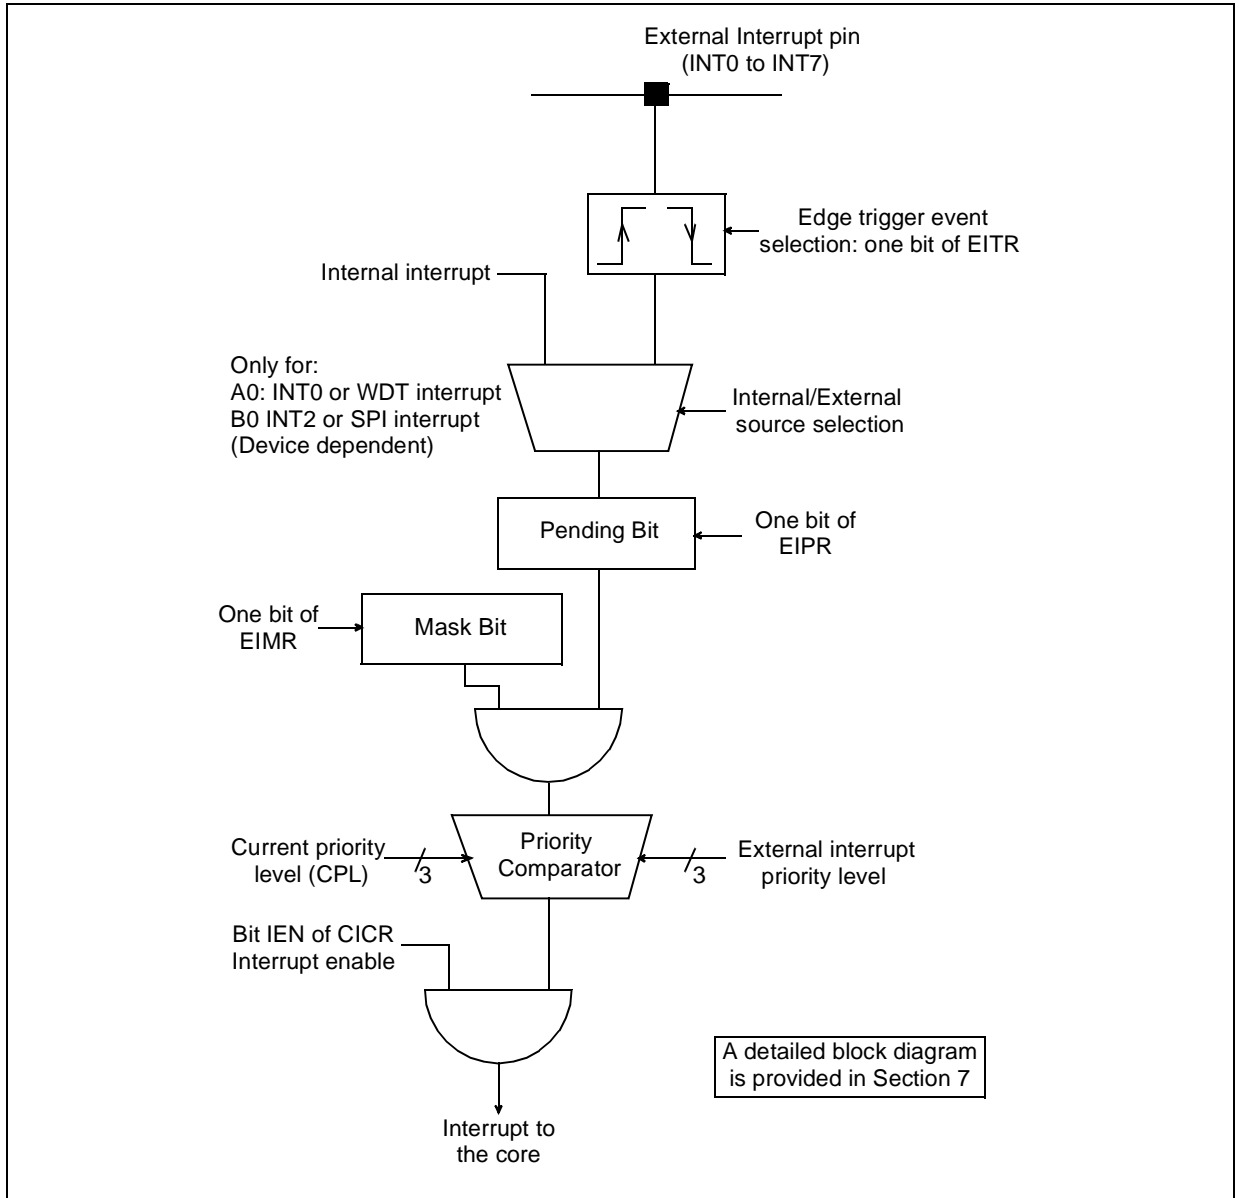 External Interrupt pin
(INT0 to INT7)
Edge trigger event
selection: one bit of EITR
Internal interrupt
Only for:
A0: INT0 or WDT interrupt
B0 INT2 or SPI interrupt
(Device dependent)
Internal/External
source selection
Pending Bit
One bit of
EIPR
One bit of
EIMR
Mask Bit
Current priority
level (CPL)
3
Priority
Comparator
3
External interrupt
priority level
Bit IEN of CICR
Interrupt enable
A detailed block diagram
is provided in Section 7
Interrupt to
the core